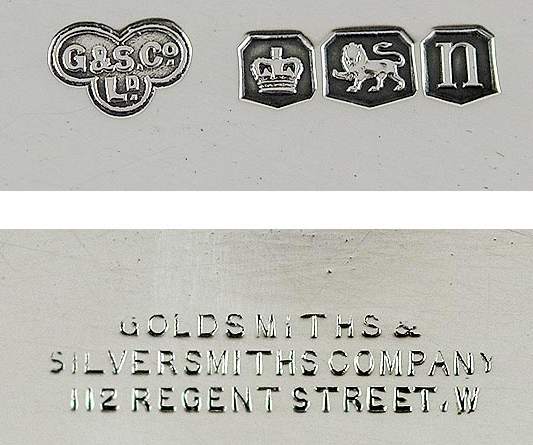 G&S.Co
LD.
n
GOLDSMITHS &
SILVERSMITHS COMPANY
112 REGENT STREET, W